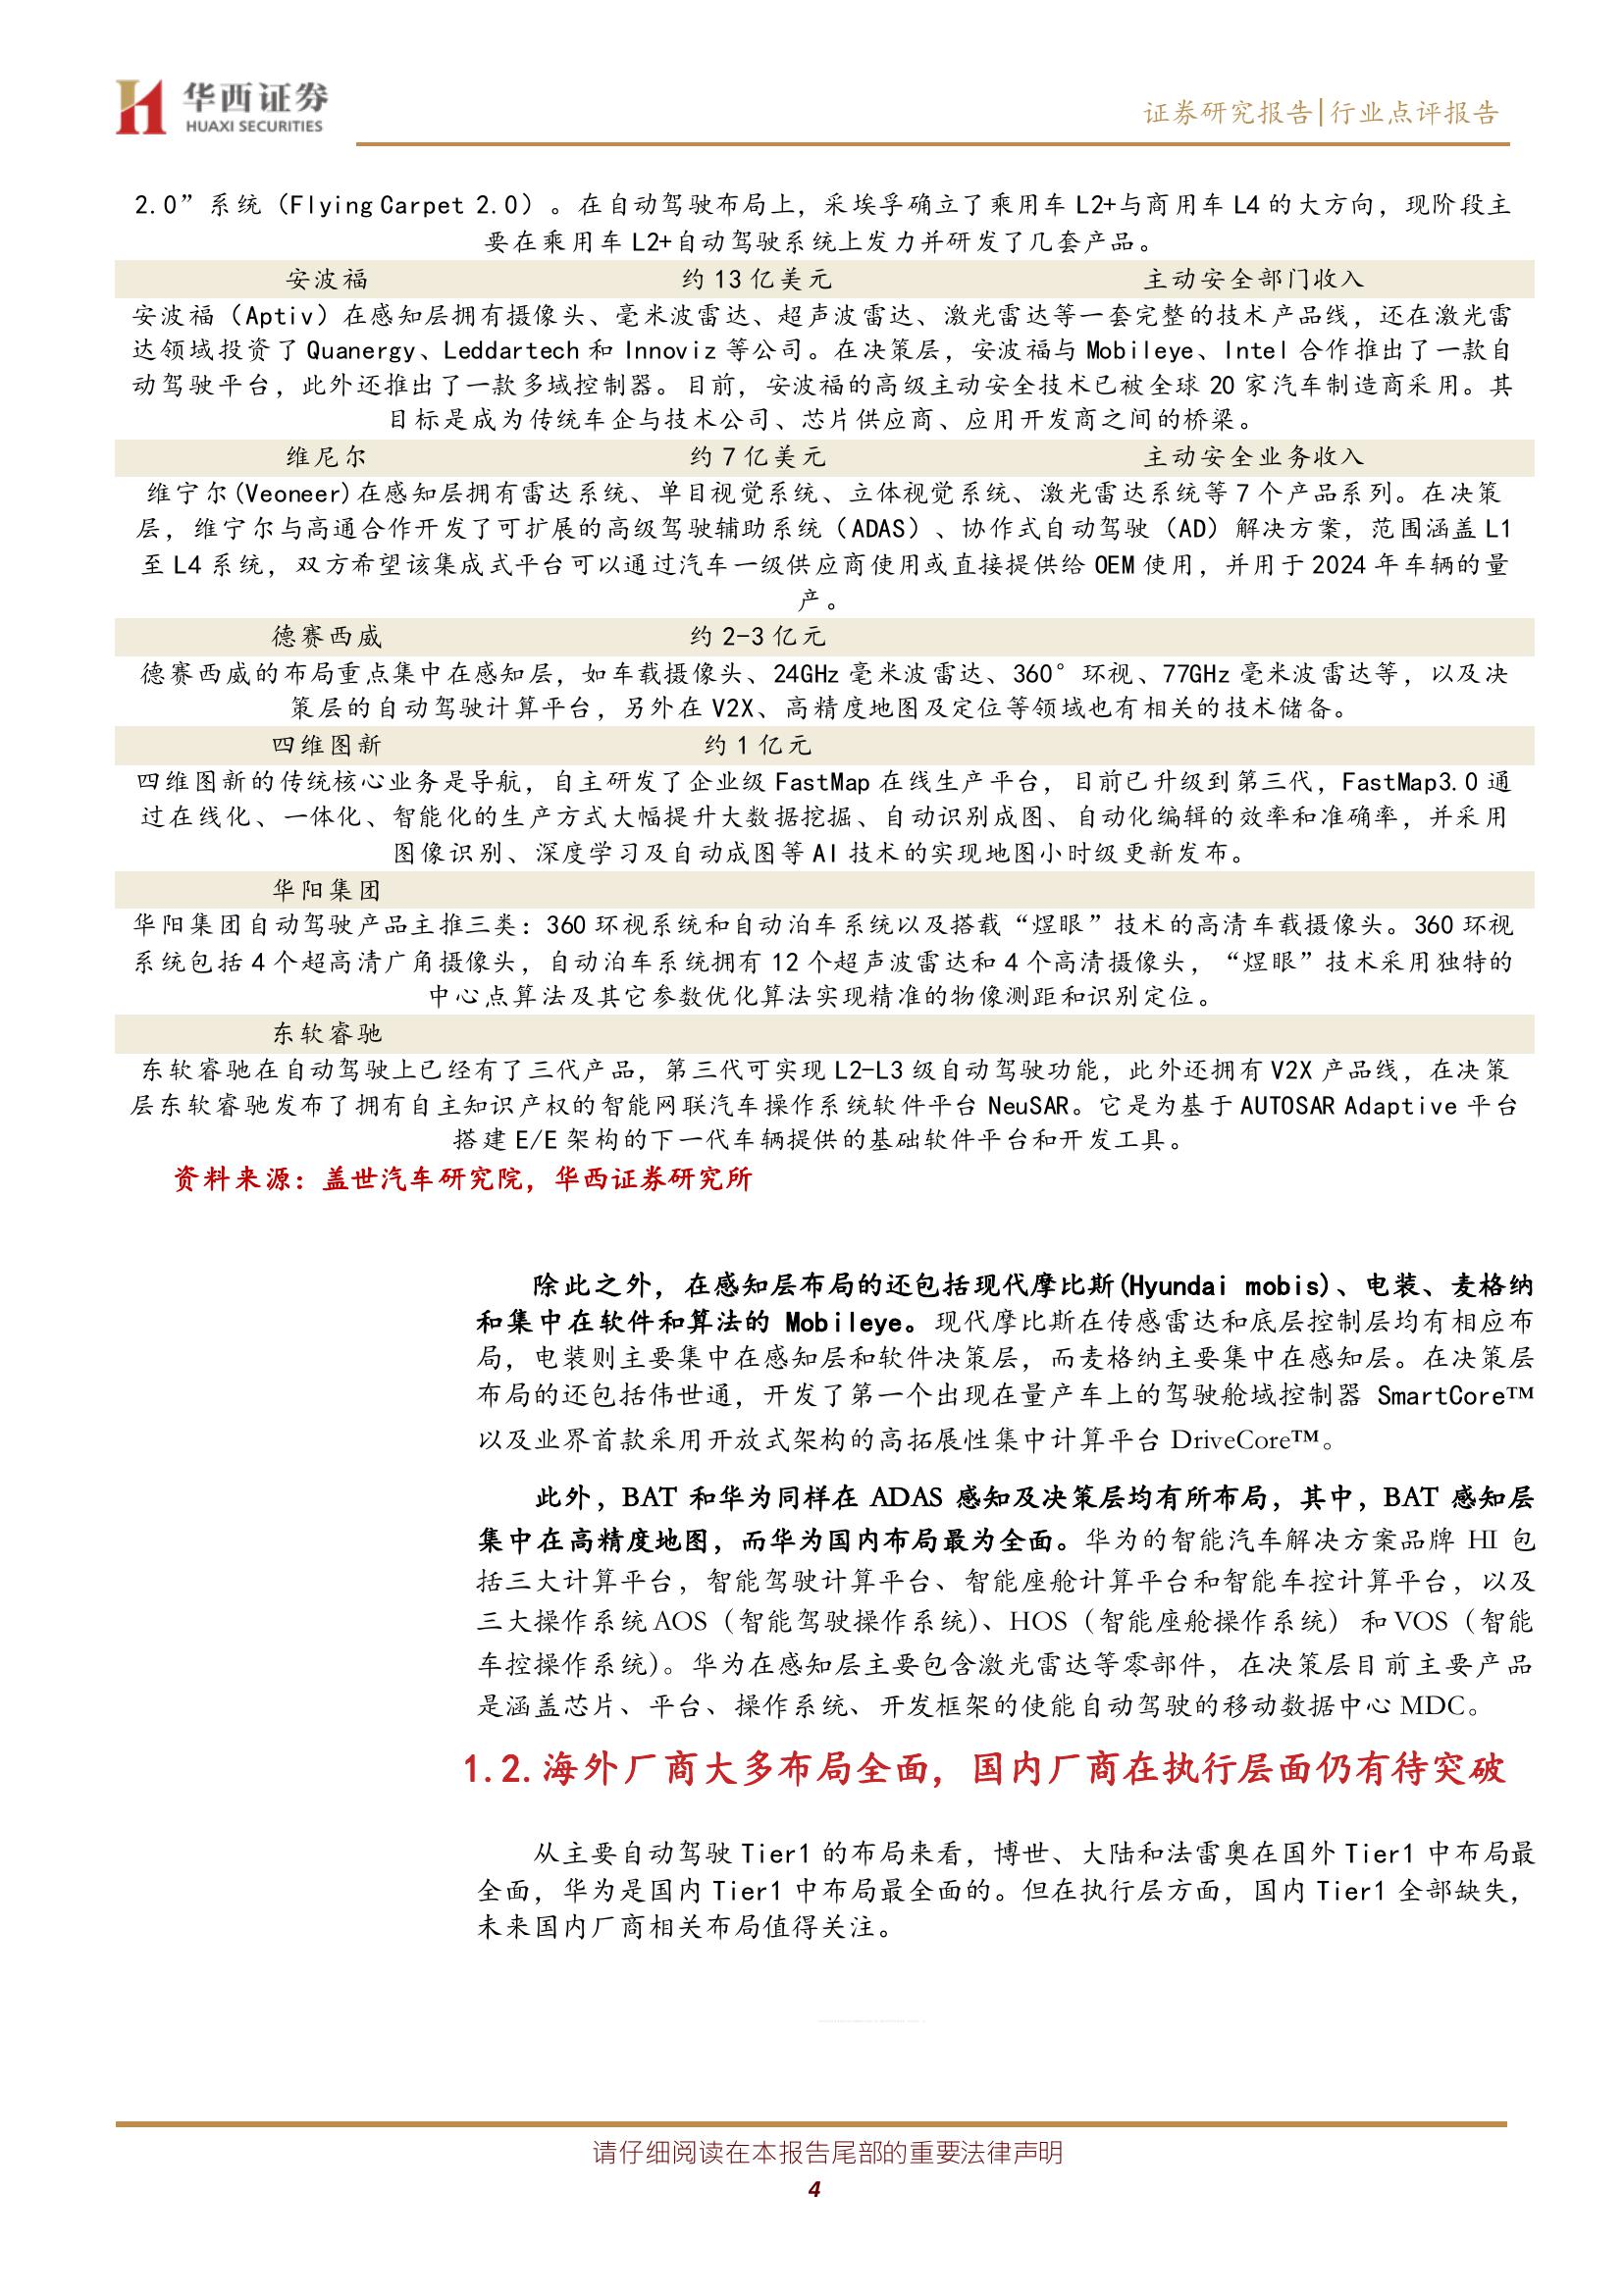 华西证券
HUAXI SECURITIES
证券研究报告|行业点评报告
2.0”系统（Flying Carpet 2.0）。在自动驾驶布局上，采埃孚确立了乘用车 L2+与商用车 L4 的大方向，现阶段主
要在乘用车 L2+自动驾驶系统上发力并研发了几套产品。
安波福 约 13 亿美元 主动安全部门收入
安波福（Aptiv）在感知层拥有摄像头、毫米波雷达、超声波雷达、激光雷达等一套完整的技术产品线，还在激光雷
达领域投资了 Quanergy、Leddartech 和 Innoviz 等公司。在决策层，安波福与 Mobileye、Intel 合作推出了一款自
动驾驶平台，此外还推出了一款多域控制器。目前，安波福的高级主动安全技术已被全球 20 家汽车制造商采用。其
目标是成为传统车企与技术公司、芯片供应商、应用开发商之间的桥梁。
维尼尔 约 7 亿美元 主动安全业务收入
维宁尔(Veoneer)在感知层拥有雷达系统、单目视觉系统、立体视觉系统、激光雷达系统等 7 个产品系列。在决策
层，维宁尔与高通合作开发了可扩展的高级驾驶辅助系统（ADAS）、协作式自动驾驶（AD）解决方案，范围涵盖 L1
至 L4 系统，双方希望该集成式平台可以通过汽车一级供应商使用或直接提供给 OEM 使用，并用于 2024 年车辆的量
产。
德赛西威 约 2-3 亿元
德赛西威的布局重点集中在感知层，如车载摄像头、24GHz 毫米波雷达、360°环视、77GHz 毫米波雷达等，以及决
策层的自动驾驶计算平台，另外在 V2X、高精度地图及定位等领域也有相关的技术储备。
四维图新 约 1 亿元
四维图新的传统核心业务是导航，自主研发了企业级 FastMap 在线生产平台，目前已升级到第三代，FastMap3.0 通
过在线化、一体化、智能化的生产方式大幅提升大数据挖掘、自动识别成图、自动化编辑的效率和准确率，并采用
图像识别、深度学习及自动成图等 AI 技术的实现地图小时级更新发布。
华阳集团
华阳集团自动驾驶产品主推三类：360 环视系统和自动泊车系统以及搭载“煜眼”技术的高清车载摄像头。360 环视
系统包括 4 个超高清广角摄像头，自动泊车系统拥有 12 个超声波雷达和 4 个高清摄像头，“煜眼”技术采用独特的
中心点算法及其它参数优化算法实现精准的物像测距和识别定位。
东软睿驰
东软睿驰在自动驾驶上已经有了三代产品，第三代可实现 L2-L3 级自动驾驶功能，此外还拥有 V2X 产品线，在决策
层东软睿驰发布了拥有自主知识产权的智能网联汽车操作系统软件平台 NeuSAR。它是为基于 AUTOSAR Adaptive 平台
搭建 E/E 架构的下一代车辆提供的基础软件平台和开发工具。
资料来源：盖世汽车研究院，华西证券研究所
除此之外，在感知层布局的还包括现代摩比斯(Hyundai mobis)、电装、麦格纳
和集中在软件和算法的 Mobileye。现代摩比斯在传感雷达和底层控制层均有相应布
局，电装则主要集中在感知层和软件决策层，而麦格纳主要集中在感知层。在决策层
布局的还包括伟世通，开发了第一个出现在量产车上的驾驶舱域控制器 SmartCore™
以及业界首款采用开放式架构的高拓展性集中计算平台 DriveCore™。
此外，BAT 和华为同样在 ADAS 感知及决策层均有所布局，其中，BAT 感知层
集中在高精度地图，而华为国内布局最为全面。华为的智能汽车解决方案品牌 HI 包
括三大计算平台，智能驾驶计算平台、智能座舱计算平台和智能车控计算平台，以及
三大操作系统 AOS（智能驾驶操作系统)、HOS（智能座舱操作系统） 和 VOS（智能
车控操作系统)。华为在感知层主要包含激光雷达等零部件，在决策层目前主要产品
是涵盖芯片、平台、操作系统、开发框架的使能自动驾驶的移动数据中心 MDC。
1.2.海外厂商大多布局全面，国内厂商在执行层面仍有待突破
从主要自动驾驶 Tier1 的布局来看，博世、大陆和法雷奥在国外 Tier1 中布局最
全面，华为是国内 Tier1 中布局最全面的。但在执行层方面，国内 Tier1 全部缺失，
未来国内厂商相关布局值得关注。
请仔细阅读在本报告尾部的重要法律声明
4